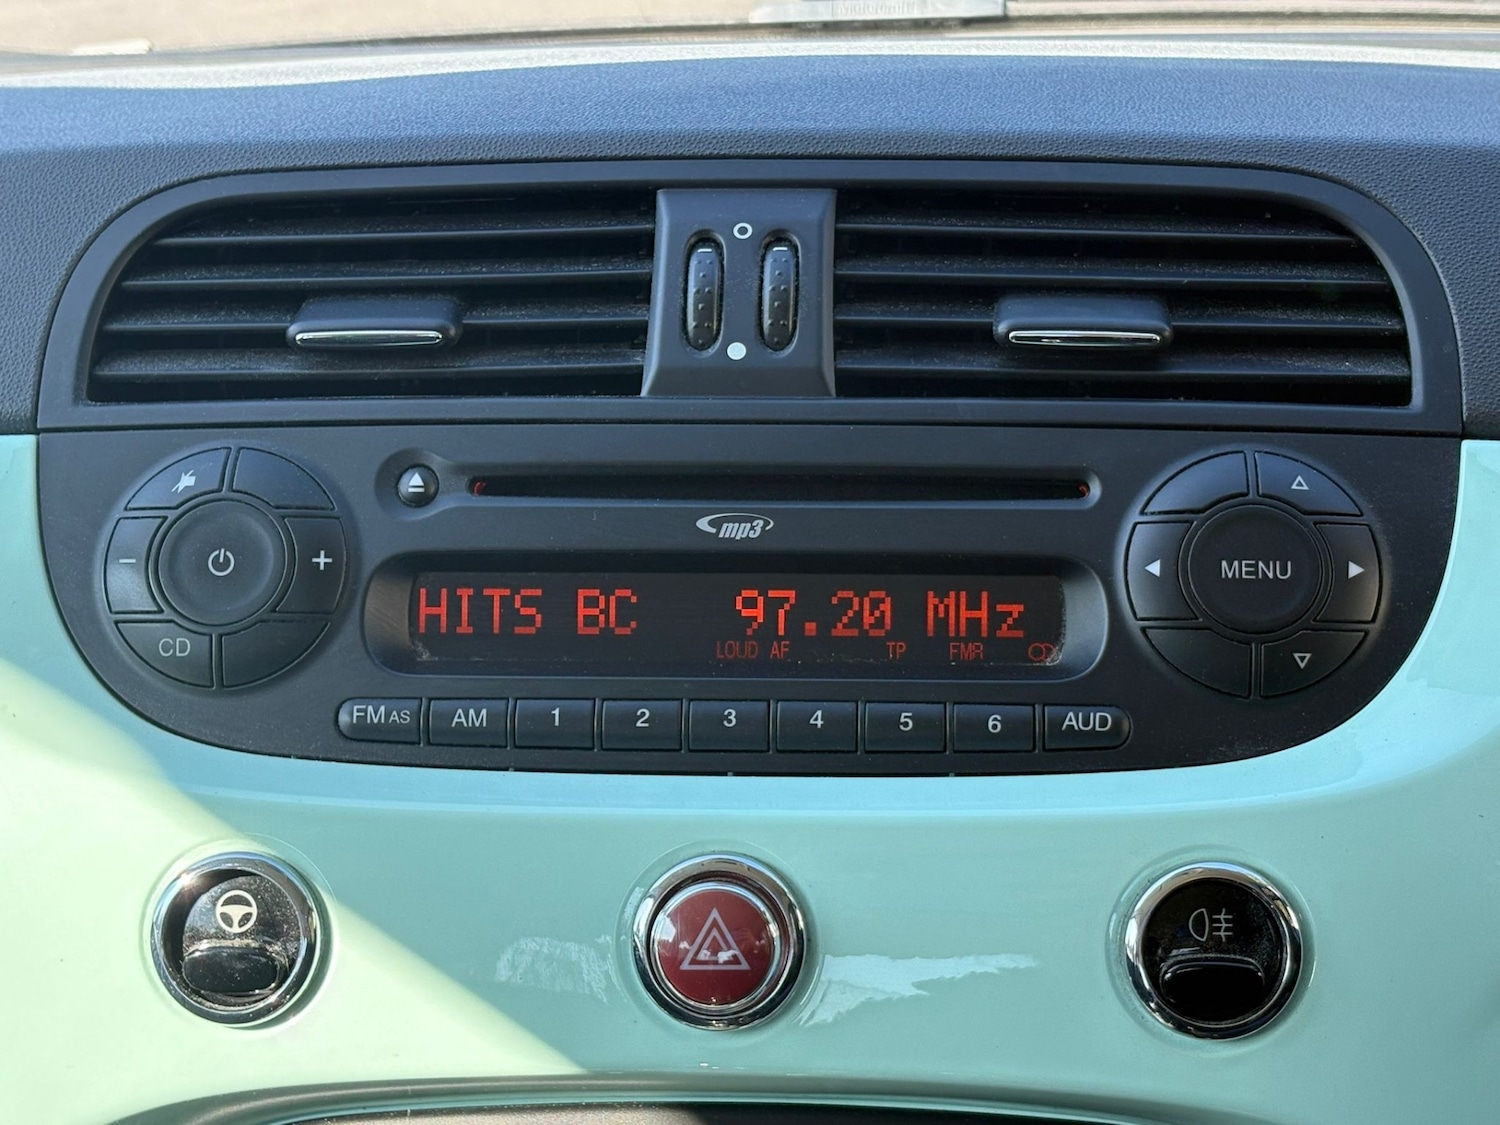 mp3
HITS BC 97.20 MHz
LOUD AF TP FMR
− + MENU
CD
FM AS AM 1 2 3 4 5 6 AUD